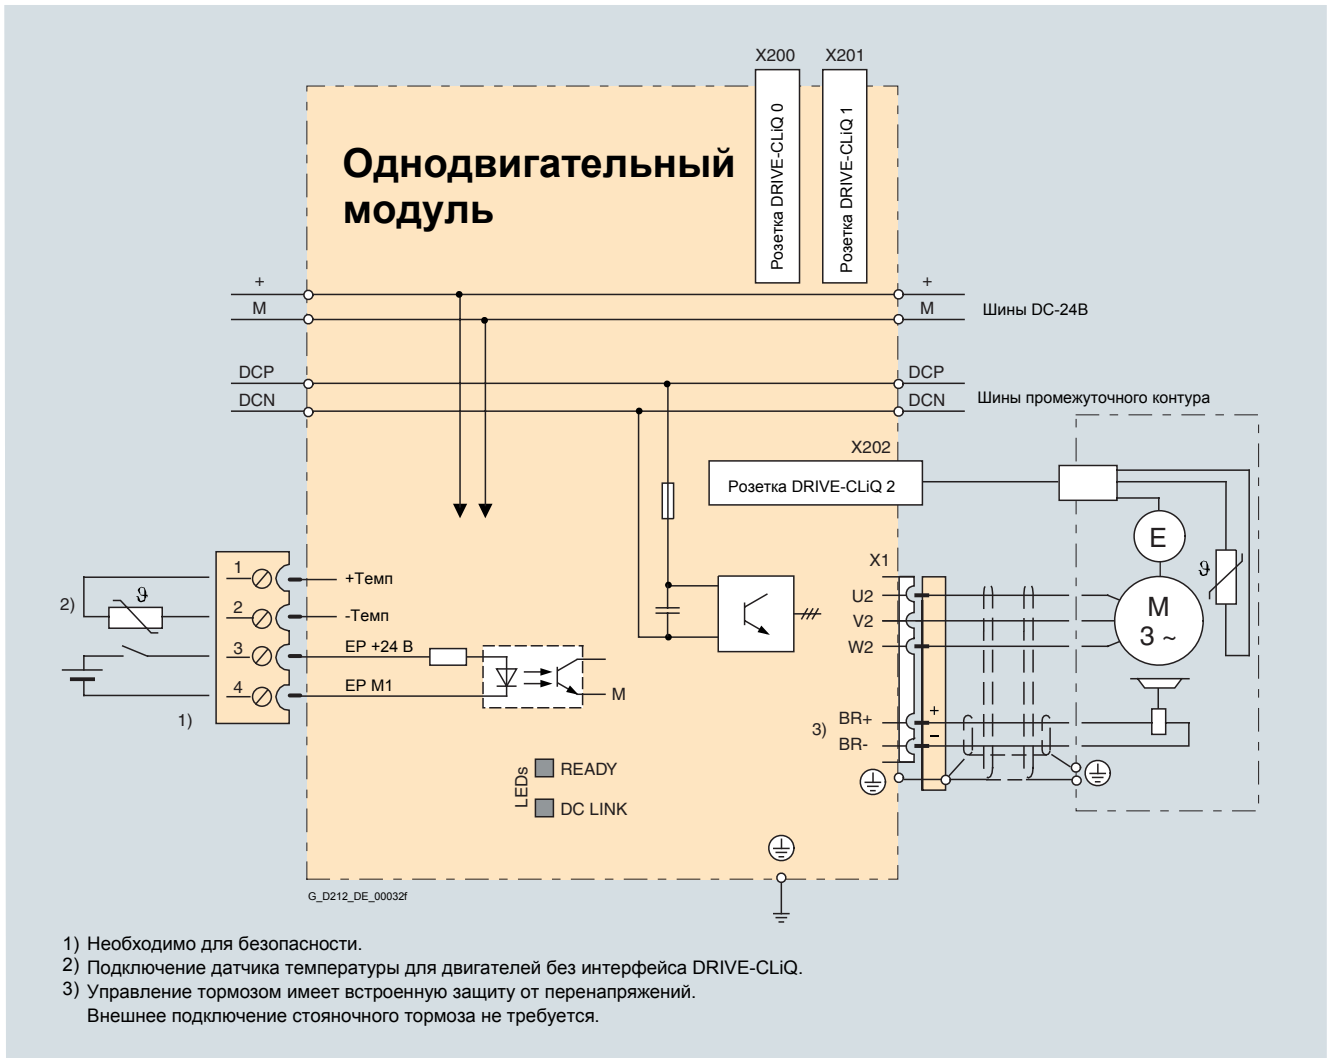 X200
X201
Розетка DRIVE-CLiQ 0
Розетка DRIVE-CLiQ 1
Однодвигательный
модуль
+
+
M
M
Шины DC-24В
DCP
DCP
DCN
DCN
Шины промежуточного контура
X202
Розетка DRIVE-CLiQ 2
E
ϑ
M
3 ~
X1
U2
V2
W2
3)
BR+
BR-
+
–
2)
ϑ
1
+Темп
2
-Темп
3
EP +24 В
4
EP M1
M
1)
LEDs
READY
DC LINK
G_D212_DE_00032f
1) Необходимо для безопасности.
2) Подключение датчика температуры для двигателей без интерфейса DRIVE-CLiQ.
3) Управление тормозом имеет встроенную защиту от перенапряжений.
Внешнее подключение стояночного тормоза не требуется.